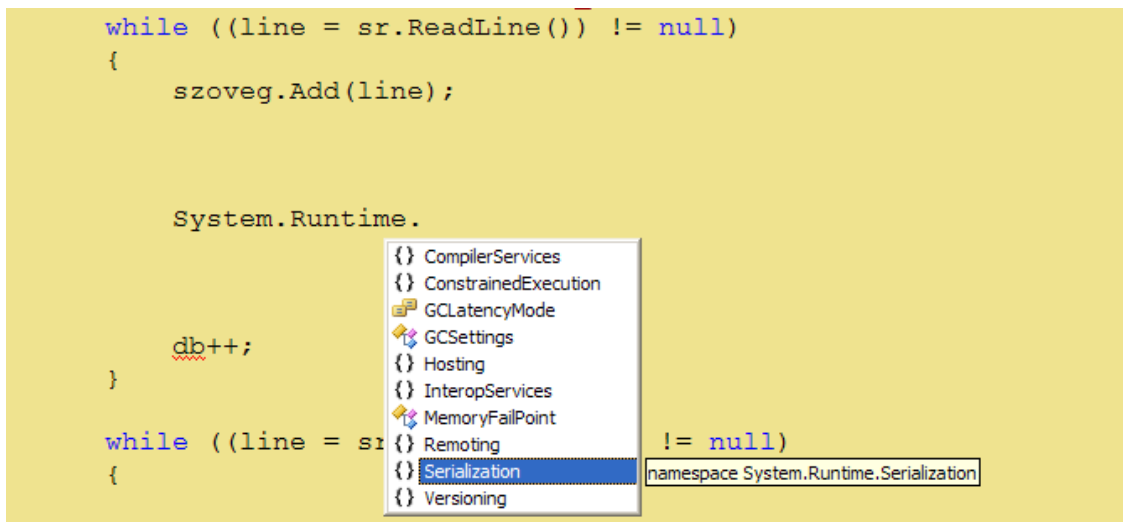 while ((line = sr.ReadLine()) != null)
{
szoveg.Add(line);
System.Runtime.
{} CompilerServices
{} ConstrainedExecution
GCLatencyMode
GCSettings
{} Hosting
{} InteropServices
MemoryFailPoint
{} Remoting
{} Serialization
{} Versioning
namespace System.Runtime.Serialization
db++;
}
while ((line = sr != null)
{